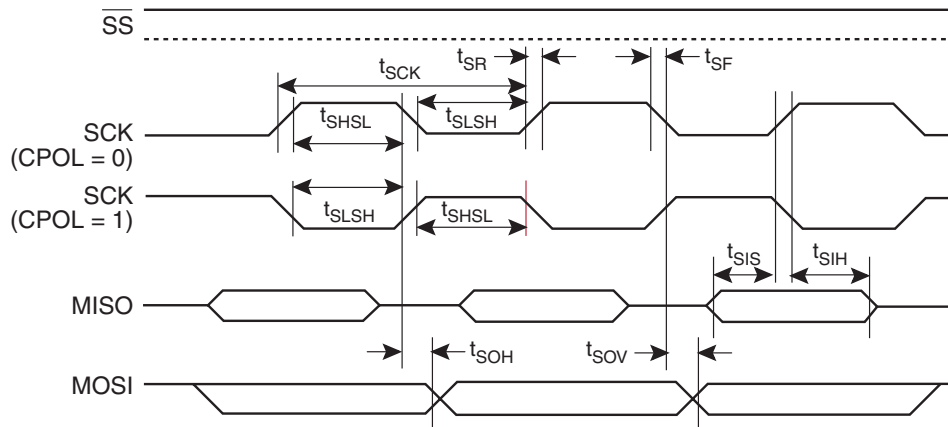 SS
tSR
tSF
tSCK
tSHSL
tSLSH
SCK
(CPOL = 0)
SCK
(CPOL = 1)
tSLSH
tSHSL
tSIS
tSIH
MISO
tSOH
tSOV
MOSI